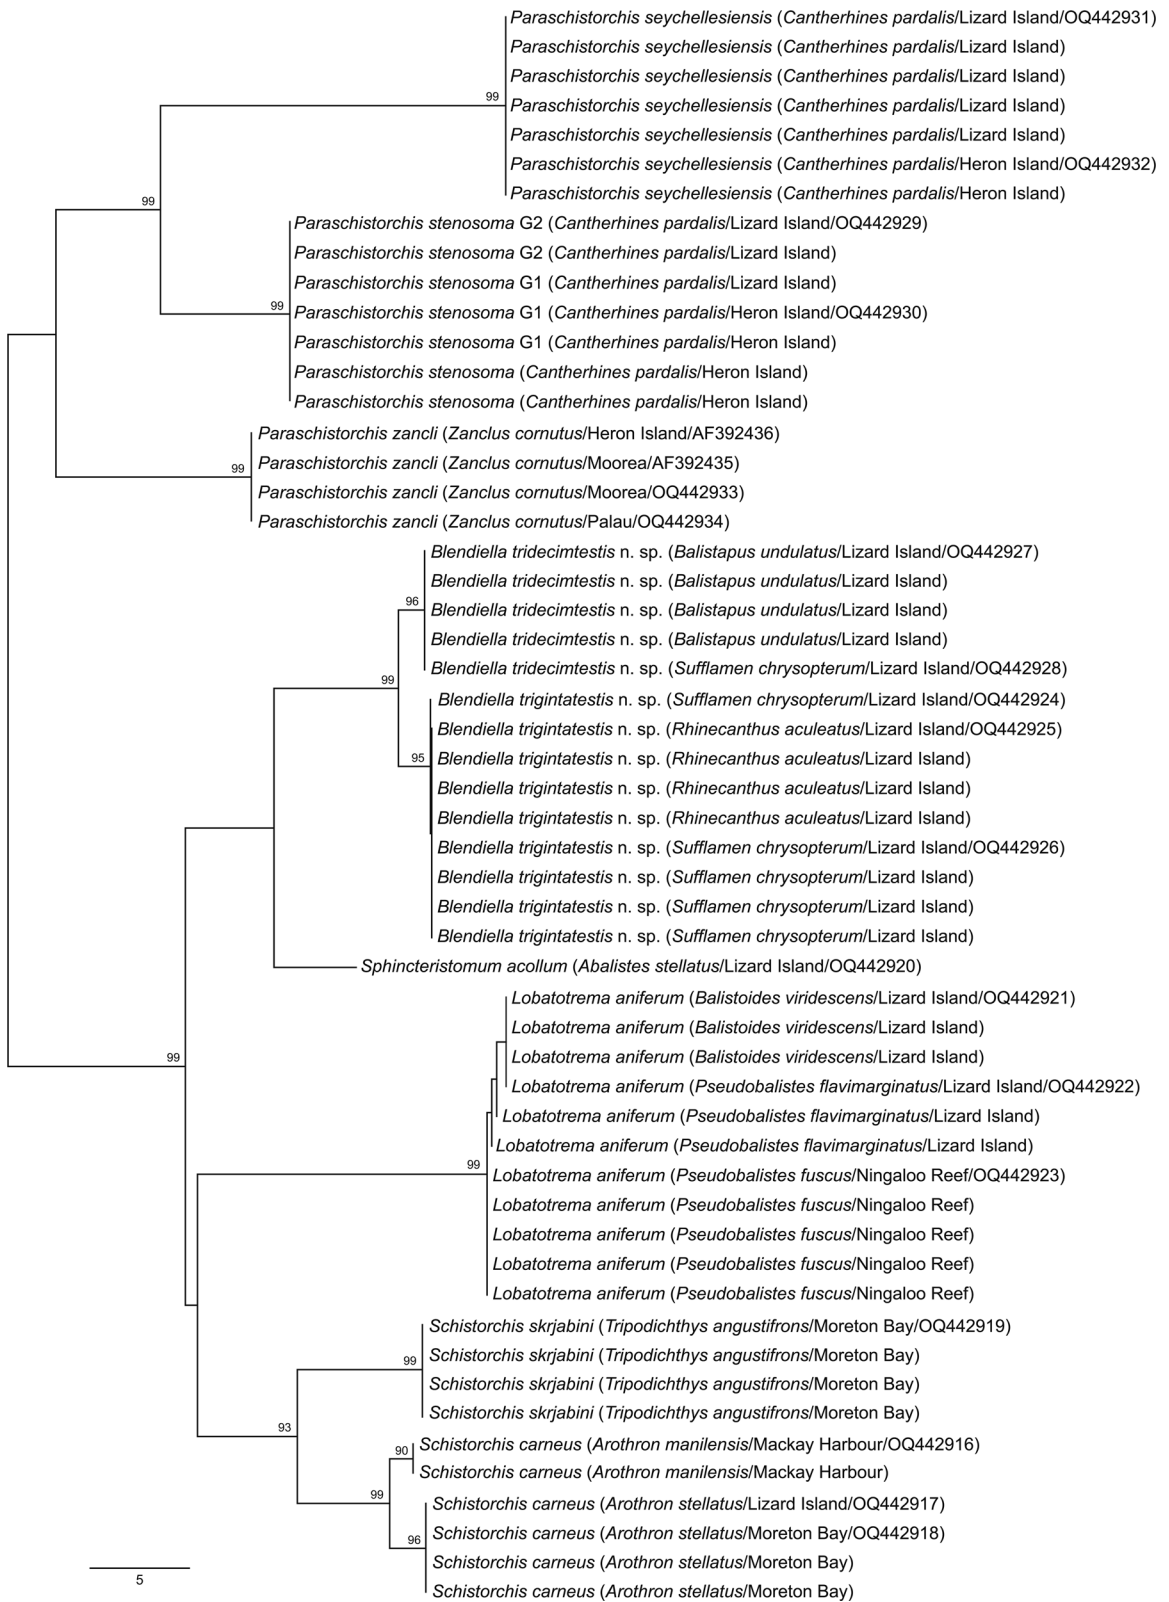 Paraschistorchis seychellesiensis (Cantherhines pardalis/Lizard Island/OQ442931)
Paraschistorchis seychellesiensis (Cantherhines pardalis/Lizard Island)
Paraschistorchis seychellesiensis (Cantherhines pardalis/Lizard Island)
99
Paraschistorchis seychellesiensis (Cantherhines pardalis/Lizard Island)
Paraschistorchis seychellesiensis (Cantherhines pardalis/Lizard Island)
Paraschistorchis seychellesiensis (Cantherhines pardalis/Heron Island/OQ442932)
Paraschistorchis seychellesiensis (Cantherhines pardalis/Heron Island)
99
Paraschistorchis stenosoma G2 (Cantherhines pardalis/Lizard Island/OQ442929)
Paraschistorchis stenosoma G2 (Cantherhines pardalis/Lizard Island)
Paraschistorchis stenosoma G1 (Cantherhines pardalis/Lizard Island)
99
Paraschistorchis stenosoma G1 (Cantherhines pardalis/Heron Island/OQ442930)
Paraschistorchis stenosoma G1 (Cantherhines pardalis/Heron Island)
Paraschistorchis stenosoma (Cantherhines pardalis/Heron Island)
Paraschistorchis stenosoma (Cantherhines pardalis/Heron Island)
Paraschistorchis zancli (Zanclus cornutus/Heron Island/AF392436)
Paraschistorchis zancli (Zanclus cornutus/Moorea/AF392435)
99
Paraschistorchis zancli (Zanclus cornutus/Moorea/OQ442933)
Paraschistorchis zancli (Zanclus cornutus/Palau/OQ442934)
Blendiella tridecimtestis n. sp. (Balistapus undulatus/Lizard Island/OQ442927)
Blendiella tridecimtestis n. sp. (Balistapus undulatus/Lizard Island)
96
Blendiella tridecimtestis n. sp. (Balistapus undulatus/Lizard Island)
Blendiella tridecimtestis n. sp. (Balistapus undulatus/Lizard Island)
Blendiella tridecimtestis n. sp. (Sufflamen chrysopterum/Lizard Island/OQ442928)
99
Blendiella trigintatestis n. sp. (Sufflamen chrysopterum/Lizard Island/OQ442924)
Blendiella trigintatestis n. sp. (Rhinecanthus aculeatus/Lizard Island/OQ442925)
95
Blendiella trigintatestis n. sp. (Rhinecanthus aculeatus/Lizard Island)
Blendiella trigintatestis n. sp. (Rhinecanthus aculeatus/Lizard Island)
Blendiella trigintatestis n. sp. (Rhinecanthus aculeatus/Lizard Island)
Blendiella trigintatestis n. sp. (Sufflamen chrysopterum/Lizard Island/OQ442926)
Blendiella trigintatestis n. sp. (Sufflamen chrysopterum/Lizard Island)
Blendiella trigintatestis n. sp. (Sufflamen chrysopterum/Lizard Island)
Blendiella trigintatestis n. sp. (Sufflamen chrysopterum/Lizard Island)
Sphincteristomum acollum (Abalistes stellatus/Lizard Island/OQ442920)
Lobatotrema aniferum (Balistoides viridescens/Lizard Island/OQ442921)
Lobatotrema aniferum (Balistoides viridescens/Lizard Island)
99
Lobatotrema aniferum (Balistoides viridescens/Lizard Island)
Lobatotrema aniferum (Pseudobalistes flavimarginatus/Lizard Island/OQ442922)
Lobatotrema aniferum (Pseudobalistes flavimarginatus/Lizard Island)
Lobatotrema aniferum (Pseudobalistes flavimarginatus/Lizard Island)
99
Lobatotrema aniferum (Pseudobalistes fuscus/Ningaloo Reef/OQ442923)
Lobatotrema aniferum (Pseudobalistes fuscus/Ningaloo Reef)
Lobatotrema aniferum (Pseudobalistes fuscus/Ningaloo Reef)
Lobatotrema aniferum (Pseudobalistes fuscus/Ningaloo Reef)
Lobatotrema aniferum (Pseudobalistes fuscus/Ningaloo Reef)
Schistorchis skrjabini (Tripodichthys angustifrons/Moreton Bay/OQ442919)
99
Schistorchis skrjabini (Tripodichthys angustifrons/Moreton Bay)
Schistorchis skrjabini (Tripodichthys angustifrons/Moreton Bay)
Schistorchis skrjabini (Tripodichthys angustifrons/Moreton Bay)
93
Schistorchis carneus (Arothron manilensis/Mackay Harbour/OQ442916)
90
Schistorchis carneus (Arothron manilensis/Mackay Harbour)
99
Schistorchis carneus (Arothron stellatus/Lizard Island/OQ442917)
Schistorchis carneus (Arothron stellatus/Moreton Bay/OQ442918)
96
Schistorchis carneus (Arothron stellatus/Moreton Bay)
Schistorchis carneus (Arothron stellatus/Moreton Bay)
5